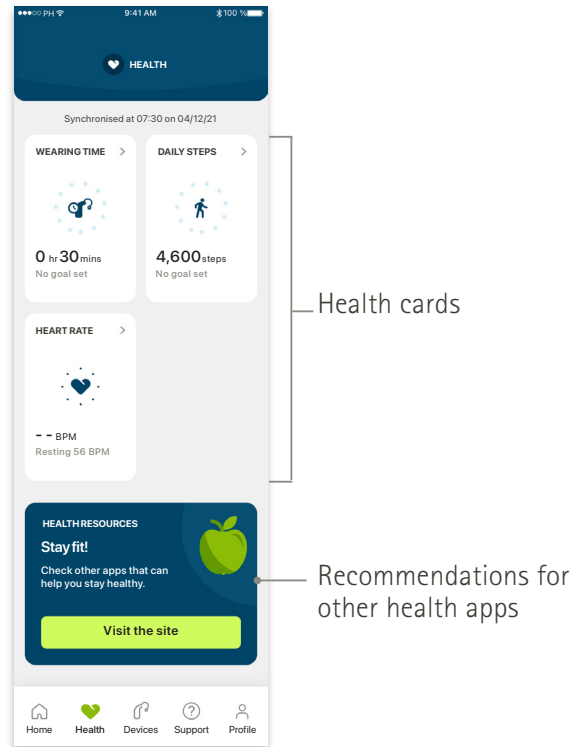 PH 9:41 AM 100 %
HEALTH
Synchronised at 07:30 on 04/12/21
WEARING TIME
0 hr 30 mins
No goal set
DAILY STEPS
4,600 steps
No goal set
HEART RATE
-- BPM
Resting 56 BPM
Health cards
HEALTH RESOURCES
Stay fit!
Check other apps that can
help you stay healthy.
Visit the site
Recommendations for
other health apps
Home Health Devices Support Profile